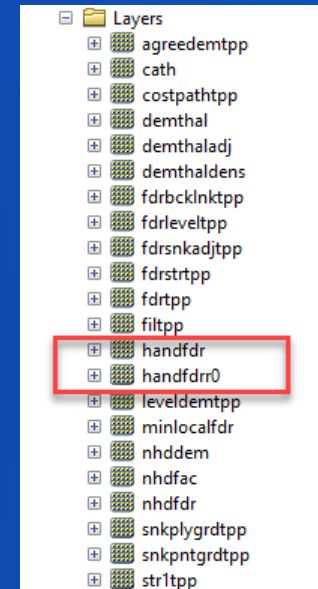 Layers
agreedemtpp
cath
costpathtpp
demthal
demthaladj
demthaldens
fdrbcklnktpp
fdrleveltpp
fdrsnkadjtpp
fdrstrtpp
fdrtpp
filtpp
handfdr
handfdrr0
leveldemtpp
minlocalfdr
nhddem
nhdfac
nhdfdr
snkplygrdtpp
snkpntgrdtpp
str1tpp